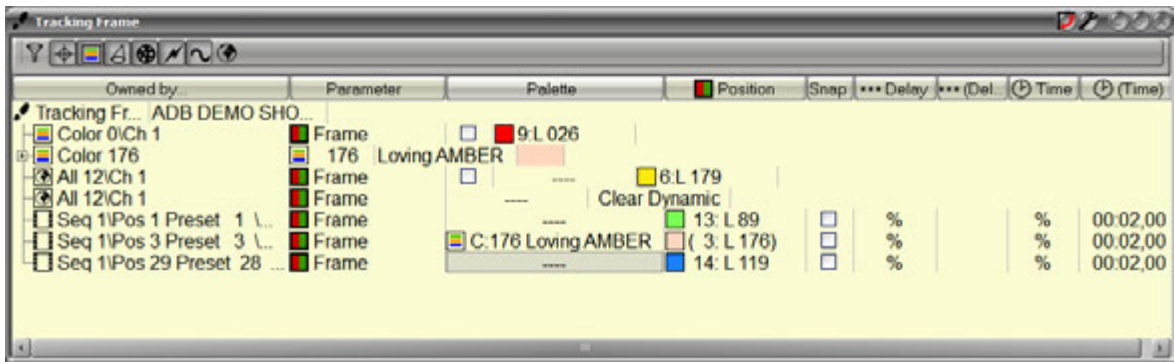 Tracking Frame
Owned by... Parameter Palette Position Snap Delay (Del... Time (Time)
Tracking Fr... ADB DEMO SHO...
Color 0\Ch 1 Frame 9:L 026
Color 176 176 Loving AMBER
All 12\Ch 1 Frame ---- 6:L 179
All 12\Ch 1 Frame ---- Clear Dynamic
Seq 1\Pos 1 Preset 1 \... Frame ---- 13: L 89 % % 00:02,00
Seq 1\Pos 3 Preset 3 \... Frame C:176 Loving AMBER ( 3: L 176) % % 00:02,00
Seq 1\Pos 29 Preset 28 ... Frame ---- 14: L 119 % % 00:02,00